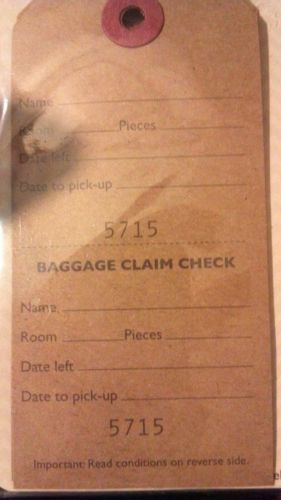 Name
Room Pieces
Date left
Date to pick-up
5715
BAGGAGE CLAIM CHECK
Name
Room Pieces
Date left
Date to pick-up
5715
Important: Read conditions on reverse side.